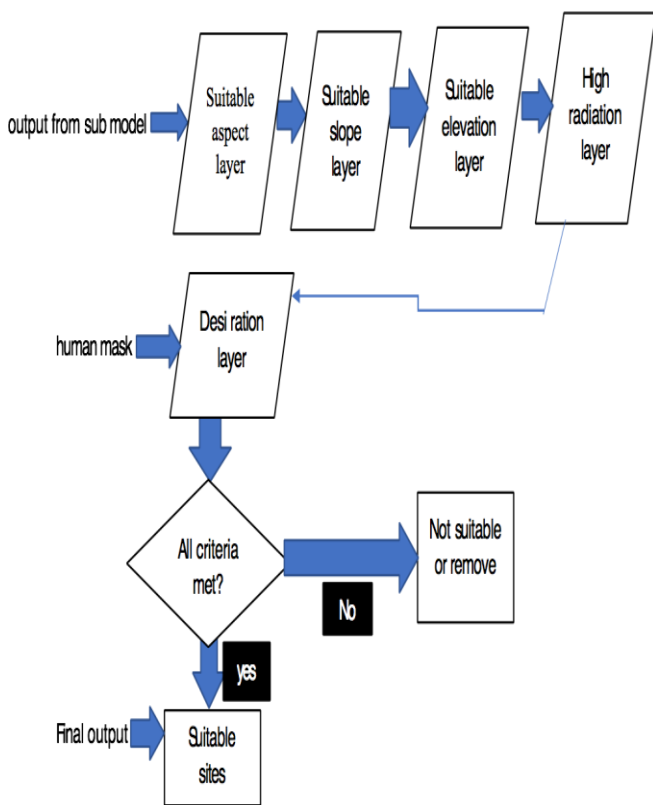 output from sub model
Suitable
aspect
layer
Suitable
slope
layer
Suitable
elevation
layer
High
radiation
layer
human mask
Desi ration
layer
All criteria
met?
No
Not suitable
or remove
yes
Final output
Suitable
sites